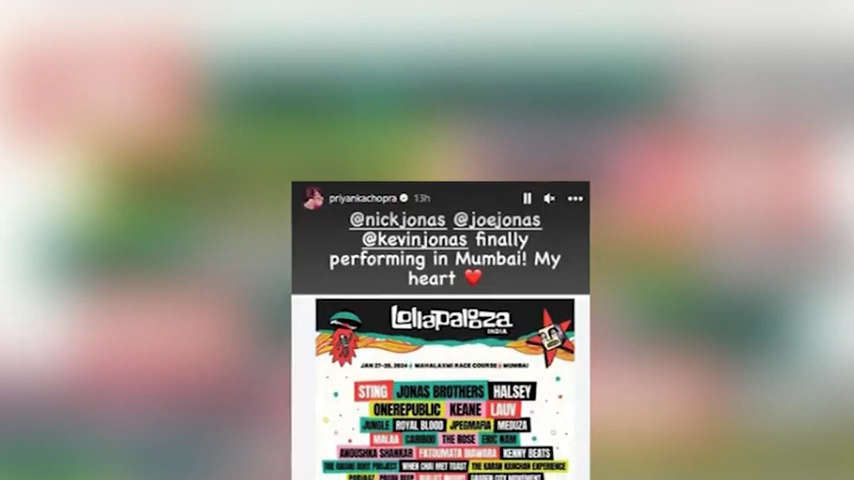 priyankachopra 13h
@nickjonas @joejonas
@kevinjonas finally
performing in Mumbai! My
heart ❤️
Lollapalooza
INDIA
JAN 27-28, 2024 | MAHALAXMI RACE COURSE MUMBAI
STING JONAS BROTHERS HALSEY
ONEREPUBLIC KEANE LAUV
JUNGLE ROYAL BLOOD JPEGMAFIA MEDUZA
MALAA CARIBOU THE ROSE ERIC NAM
ANOUSHKA SHANKAR FATOUMATA DIAWARA KENNY BEATS
WHEN CHAI MET TOAST THE KARAN KANCHAN EXPERIENCE